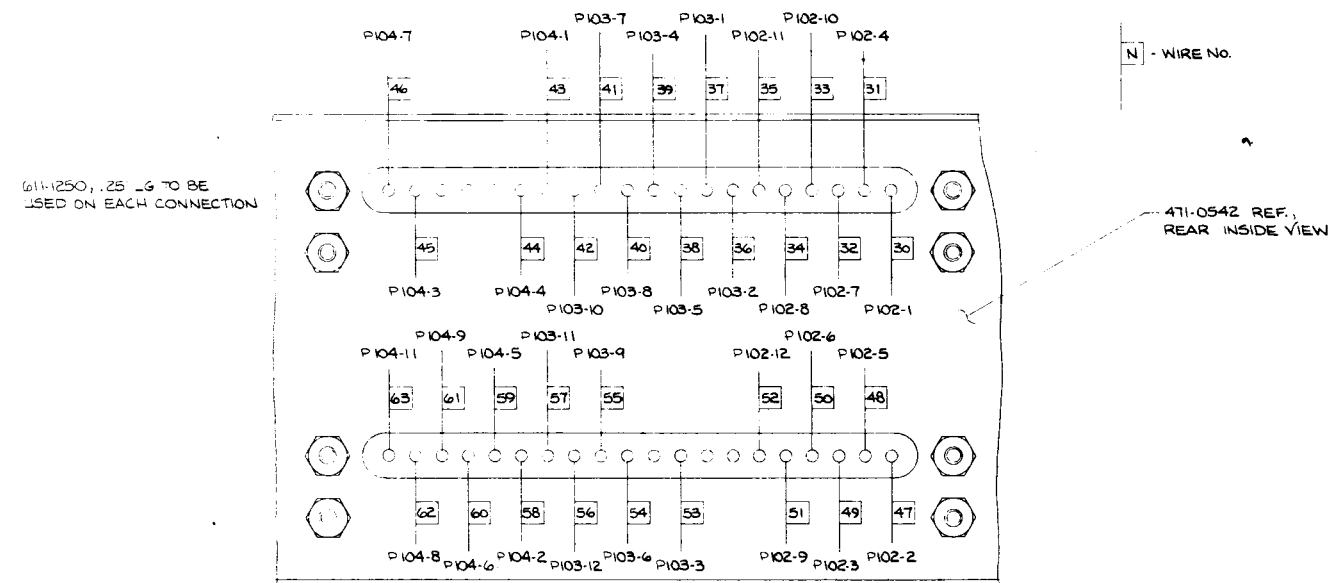 P103-7 P103-1 P102-10
P104-7 P104-1 P103-4 P102-11 P102-4
N - WIRE NO.
46 43 41 39 37 35 33 31
611-1250, .25 LG TO BE
USED ON EACH CONNECTION
471-0542 REF.,
REAR INSIDE VIEW
45 44 42 40 38 36 34 32 30
P104-3 P104-4 P103-8 P103-2 P102-7
P103-10 P103-5 P102-8 P102-1
P104-9 P103-11 P102-6
P104-11 P104-5 P103-9 P102-12 P102-5
63 61 59 57 55 52 50 48
62 60 58 56 54 53 51 49 47
P104-8 P104-2 P103-6 P102-9 P102-2
P104-6 P103-12 P103-3 P102-3